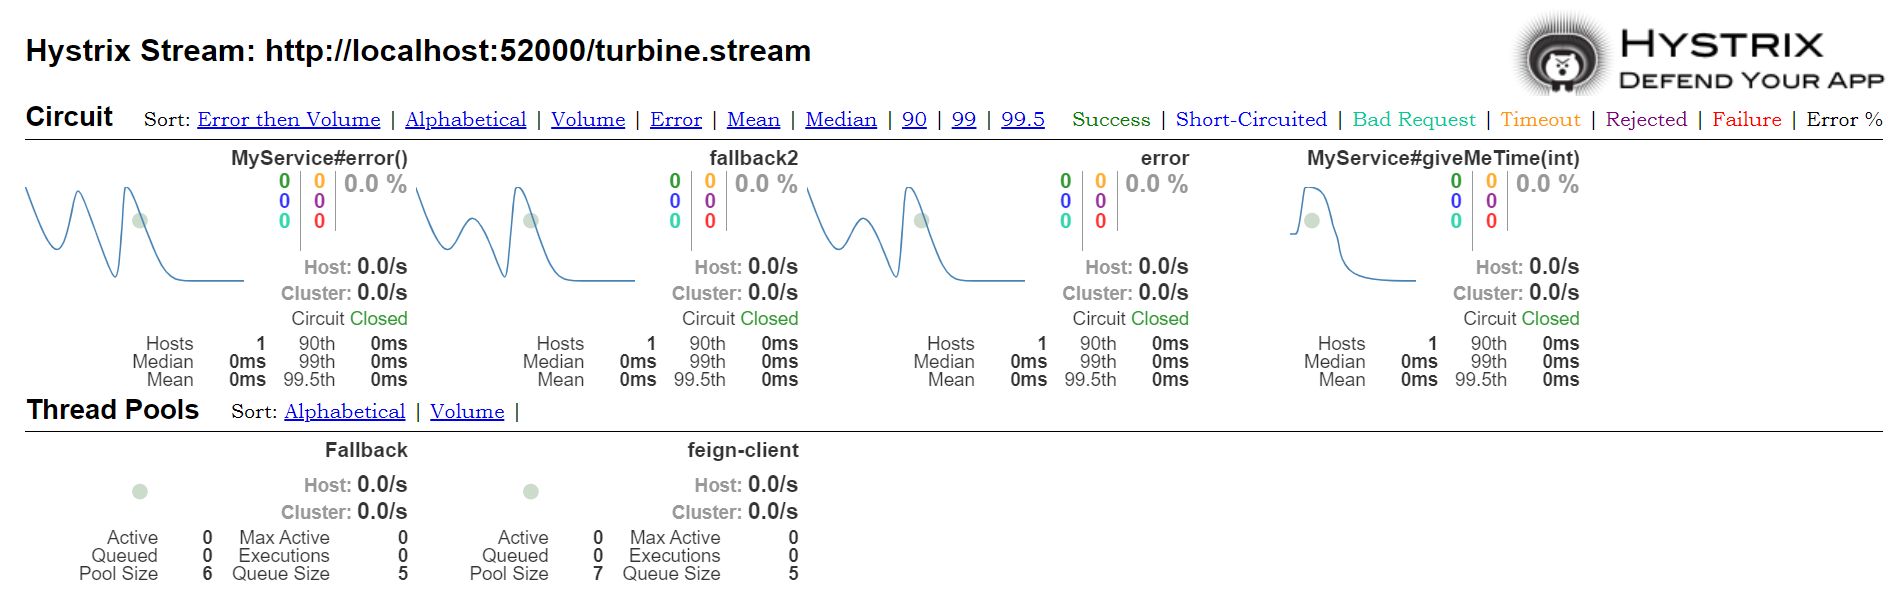 Hystrix Stream: http://localhost:52000/turbine.stream
HYSTRIX
DEFEND YOUR APP
Circuit Sort: Error then Volume | Alphabetical | Volume | Error | Mean | Median | 90 | 99 | 99.5 Success | Short-Circuited | Bad Request | Timeout | Rejected | Failure | Error %
MyService#error()
0 0 0.0 %
0 0
0 0
Host: 0.0/s
Cluster: 0.0/s
Circuit Closed
Hosts 1 90th 0ms
Median 0ms 99th 0ms
Mean 0ms 99.5th 0ms
fallback2
0 0 0.0 %
0 0
0 0
Host: 0.0/s
Cluster: 0.0/s
Circuit Closed
Hosts 1 90th 0ms
Median 0ms 99th 0ms
Mean 0ms 99.5th 0ms
error
0 0 0.0 %
0 0
0 0
Host: 0.0/s
Cluster: 0.0/s
Circuit Closed
Hosts 1 90th 0ms
Median 0ms 99th 0ms
Mean 0ms 99.5th 0ms
MyService#giveMeTime(int)
0 0 0.0 %
0 0
0 0
Host: 0.0/s
Cluster: 0.0/s
Circuit Closed
Hosts 1 90th 0ms
Median 0ms 99th 0ms
Mean 0ms 99.5th 0ms
Thread Pools Sort: Alphabetical | Volume |
Fallback
Host: 0.0/s
Cluster: 0.0/s
Active 0 Max Active 0
Queued 0 Executions 0
Pool Size 6 Queue Size 5
feign-client
Host: 0.0/s
Cluster: 0.0/s
Active 0 Max Active 0
Queued 0 Executions 0
Pool Size 7 Queue Size 5